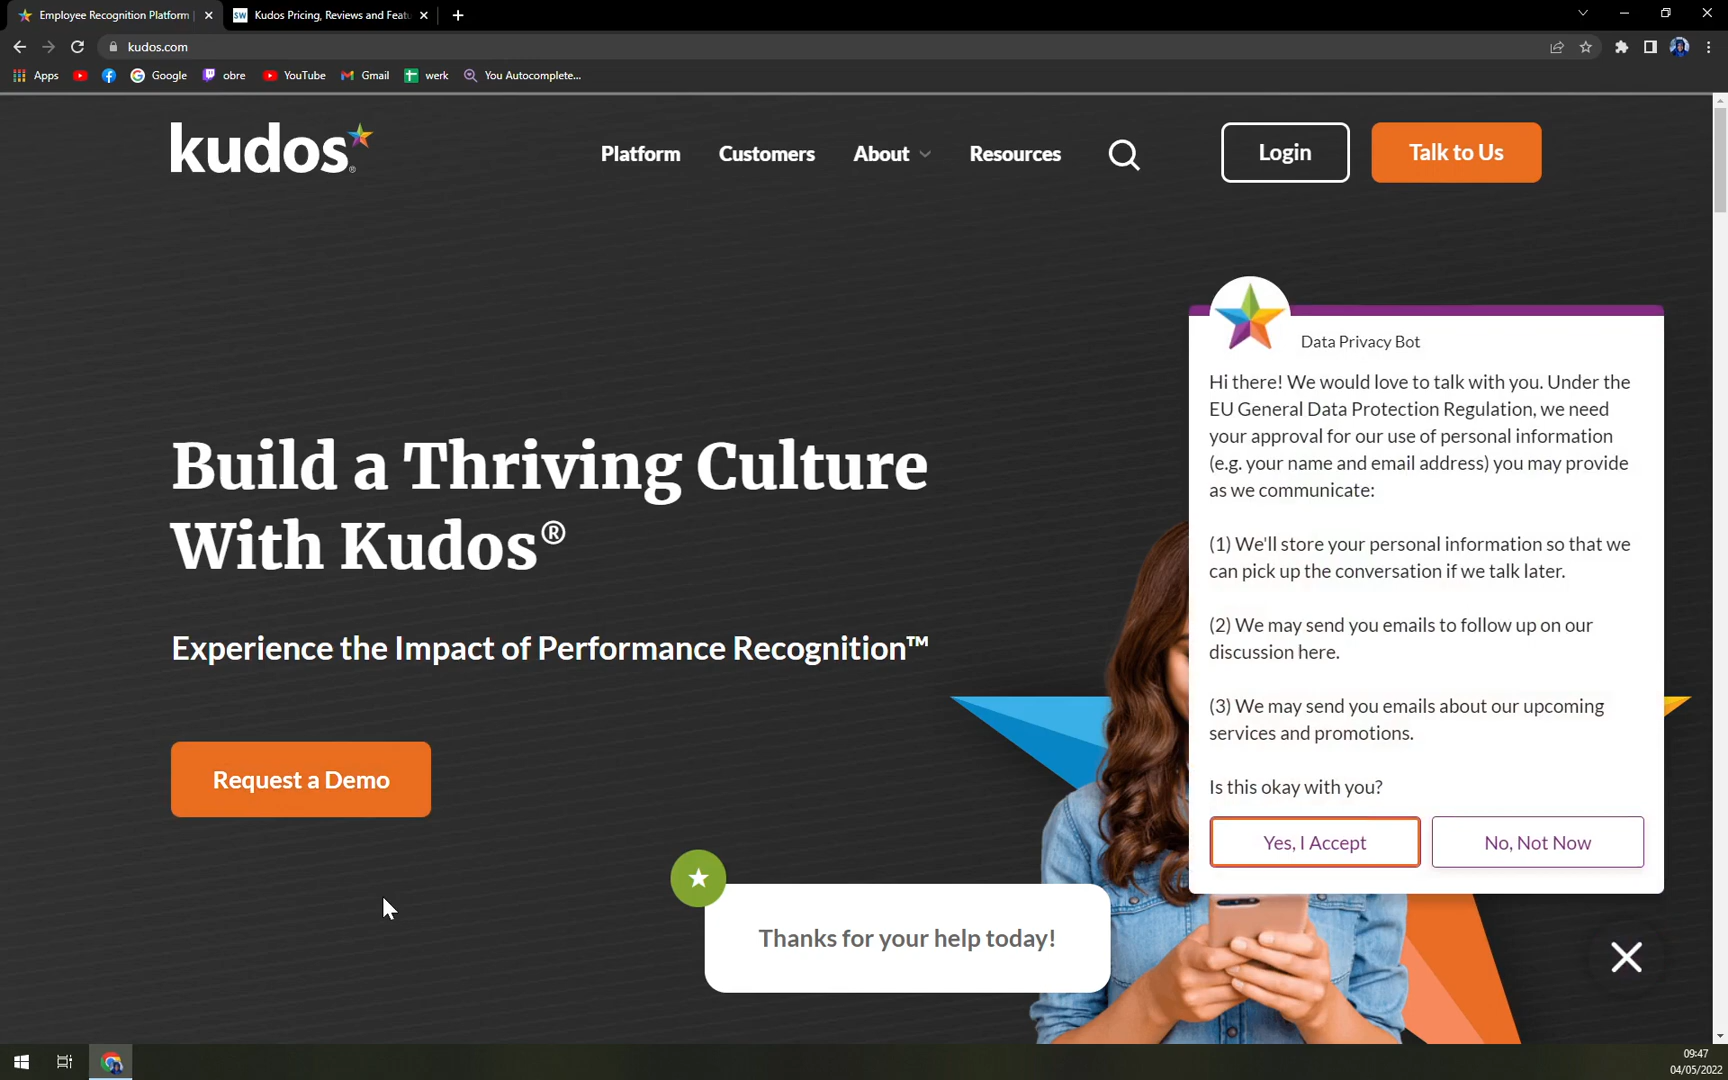 Employee Recognition Platform |
SW Kudos Pricing, Reviews and Featu
kudos.com
Apps
Google
obre
YouTube
Gmail
werk
You Autocomplete...
kudos®
Platform
Customers
About
Resources
Login
Talk to Us
Build a Thriving Culture
With Kudos®
Experience the Impact of Performance Recognition™
Request a Demo
Thanks for your help today!
Data Privacy Bot
Hi there! We would love to talk with you. Under the
EU General Data Protection Regulation, we need
your approval for our use of personal information
(e.g. your name and email address) you may provide
as we communicate:
(1) We'll store your personal information so that we
can pick up the conversation if we talk later.
(2) We may send you emails to follow up on our
discussion here.
(3) We may send you emails about our upcoming
services and promotions.
Is this okay with you?
Yes, I Accept
No, Not Now
09:47
04/05/2022